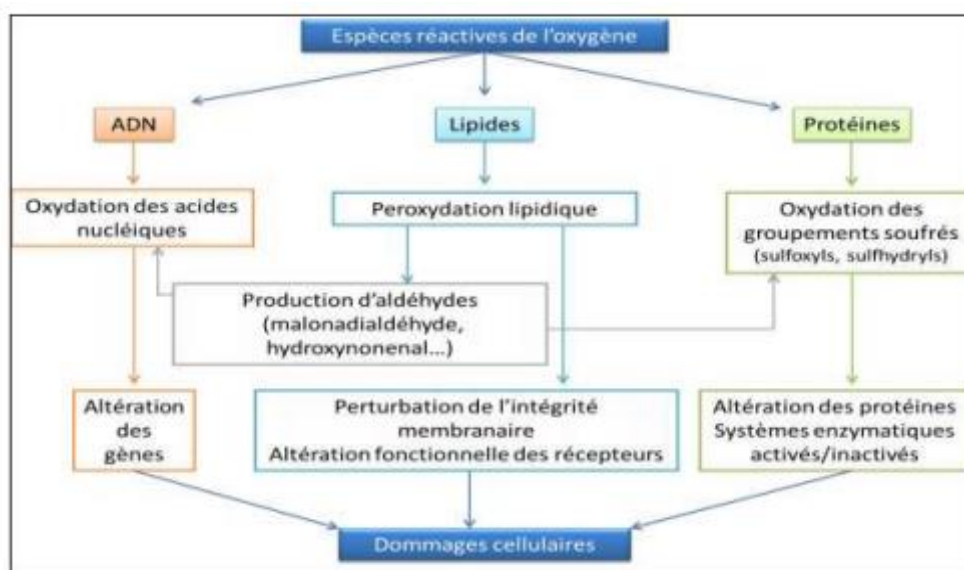 Espèces réactives de l'oxygène
ADN
Lipides
Protéines
Oxydation des acides
nucléiques
Peroxydation lipidique
Oxydation des
groupements soufrés
(sulfoxyls, sulfhydryls)
Production d'aldéhydes
(malonadialdéhyde,
hydroxynonenal...)
Altération
des
gènes
Perturbation de l'intégrité
membranaire
Altération fonctionnelle des récepteurs
Altération des protéines
Systèmes enzymatiques
activés/inactivés
Dommages cellulaires